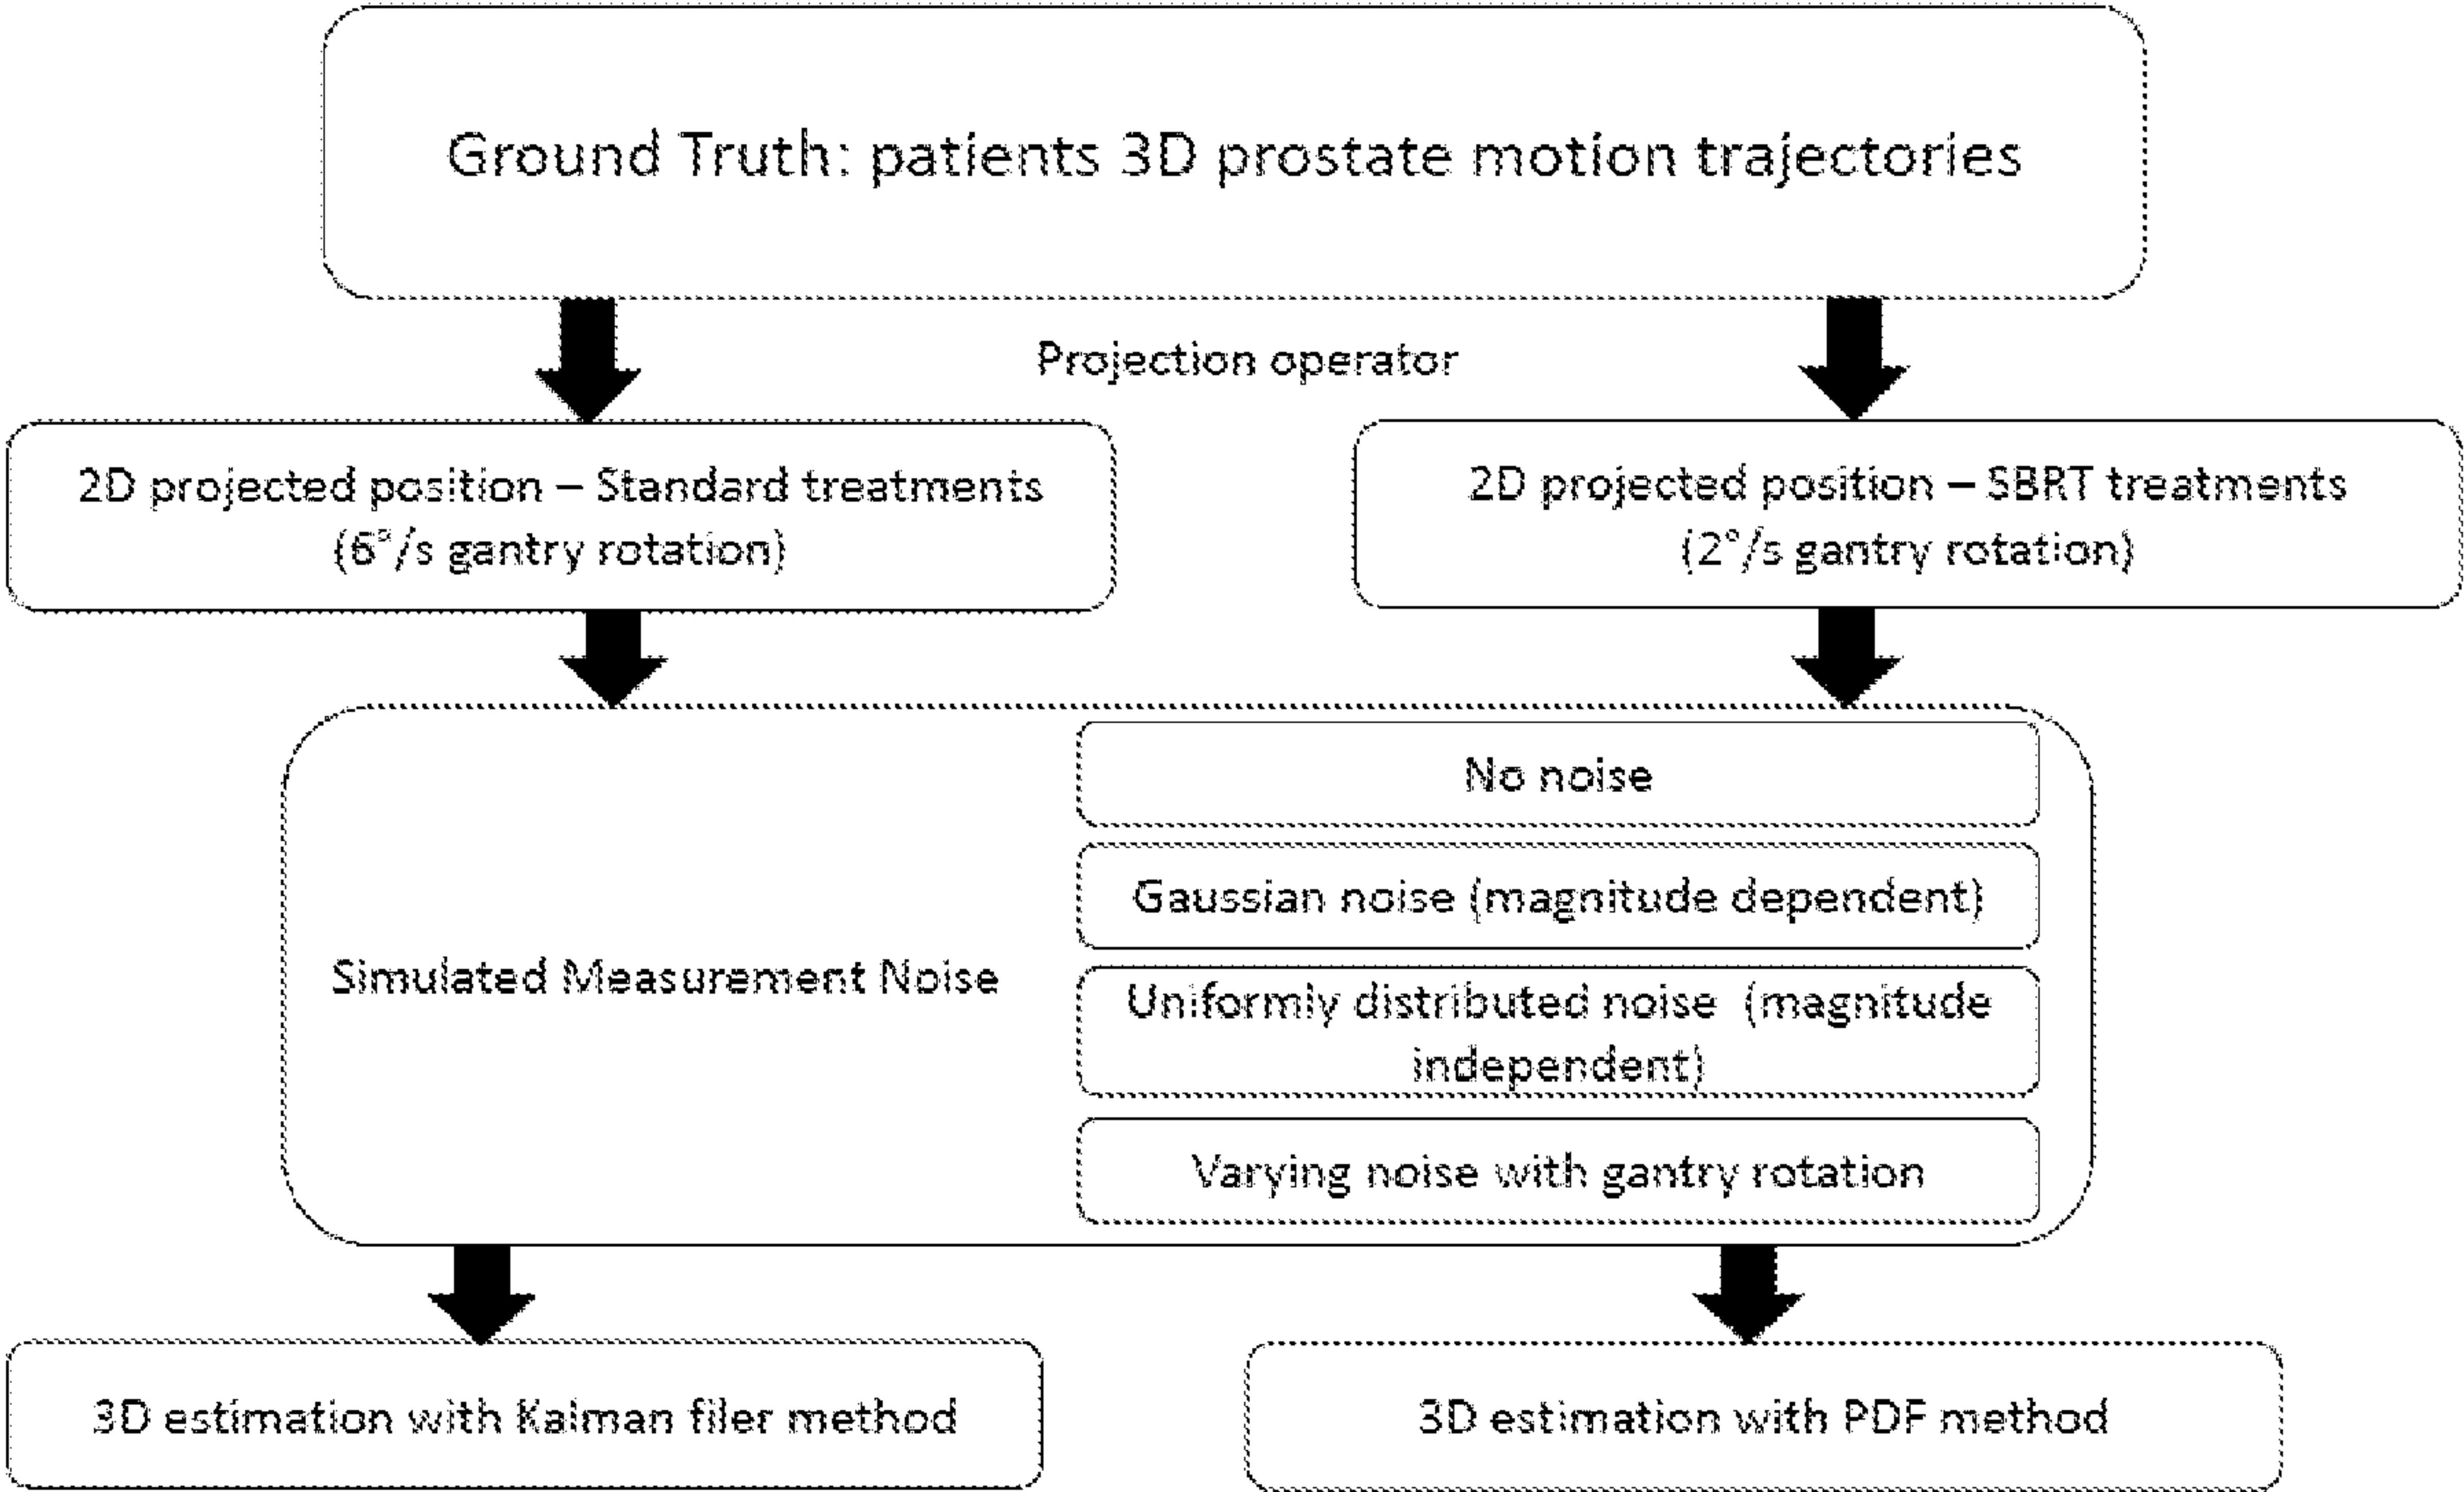 Ground Truth: patients 3D prostate motion trajectories
Projection operator
2D projected position – Standard treatments
(6°/s gantry rotation)
2D projected position – SBRT treatments
(2°/s gantry rotation)
Simulated Measurement Noise
No noise
Gaussian noise (magnitude dependent)
Uniformly distributed noise (magnitude
independent)
Varying noise with gantry rotation
3D estimation with Kalman filer method
3D estimation with PDF method